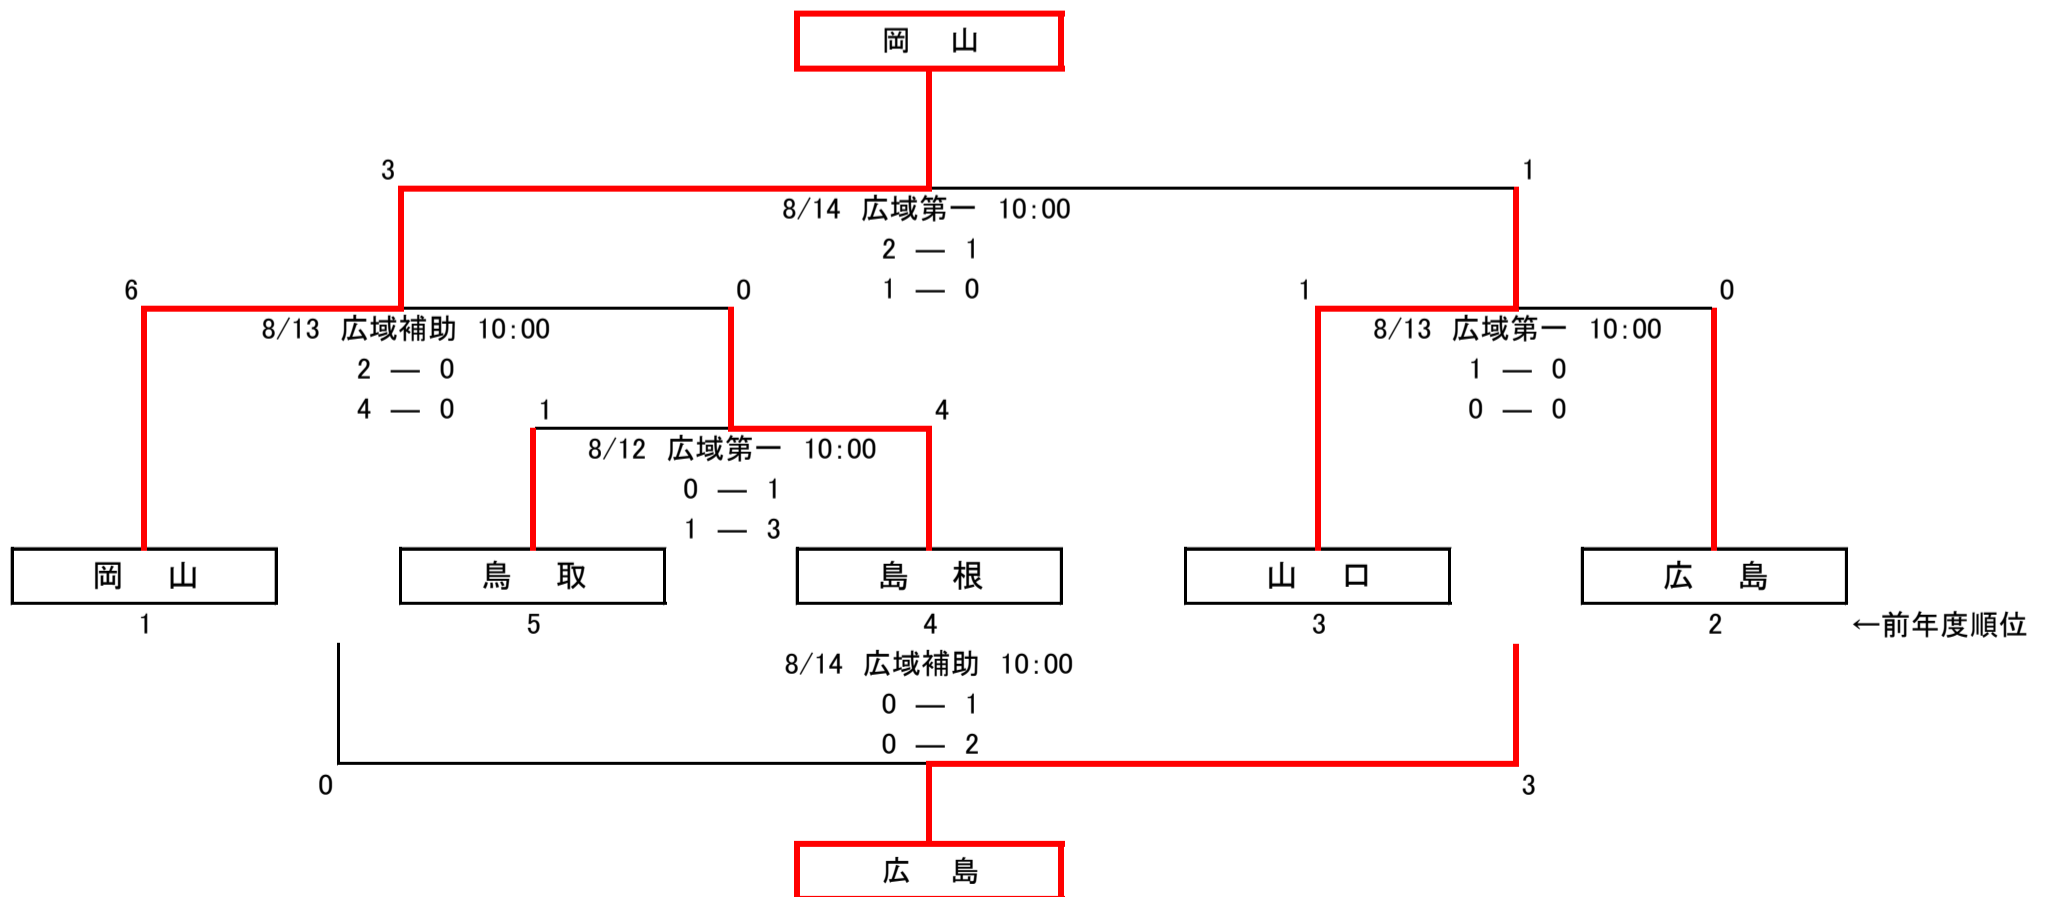 岡 山
3 1
8/14 広域第一 10:00
2 ― 1
6 0 1 ― 0 1 0
8/13 広域補助 10:00 8/13 広域第一 10:00
2 ― 0 1 ― 0
4 ― 0 1 4 0 ― 0
8/12 広域第一 10:00
0 ― 1
1 ― 3
岡 山 鳥 取 島 根 山 口 広 島
1 5 4 3 2 ←前年度順位
8/14 広域補助 10:00
0 ― 1
0 ― 2
0 3
広 島